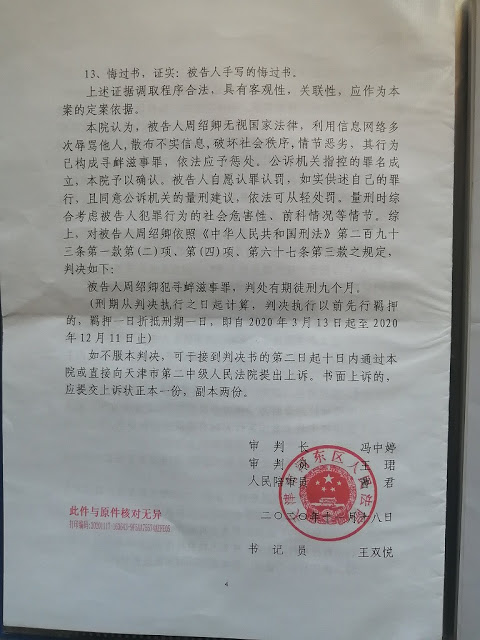 13、悔过书，证实：被告人手写的悔过书。
上述证据调取程序合法，具有客观性，关联性，应作为本
案的定案依据。
本院认为，被告人周绍卿无视国家法律，利用信息网络多
次辱骂他人，散布不实信息，破坏社会秩序，情节恶劣，其行为
已构成寻衅滋事罪，依法应予惩处。公诉机关指控的罪名成
立，本院予以确认。被告人自愿认罪认罚，如实供述自己的罪
行，且同意公诉机关的量刑建议，依法可从轻处罚。量刑时综
合考虑被告人犯罪行为的社会危害性、前科情况等情节。综
上，对被告人周绍卿依照《中华人民共和国刑法》第二百九十
三条第一款第(二)项、第(四)项、第六十七条第三款之规定，
判决如下：
被告人周绍卿犯寻衅滋事罪，判处有期徒刑九个月。
(刑期从判决执行之日起计算，判决执行以前先行羁押
的，羁押一日折抵刑期一日，即自2020年3月13日起至2020
年12月11日止)
如不服本判决，可于接到判决书的第二日起十日内通过本
院或直接向天津市第二中级人民法院提出上诉。书面上诉的，
应提交上诉状正本一份，副本两份。
审 判 长 冯中婷
审 判 员 王 珺
人民陪审员 君
二〇二〇年十 月十八日
此件与原件核对无异
书 记 员 王双悦
4